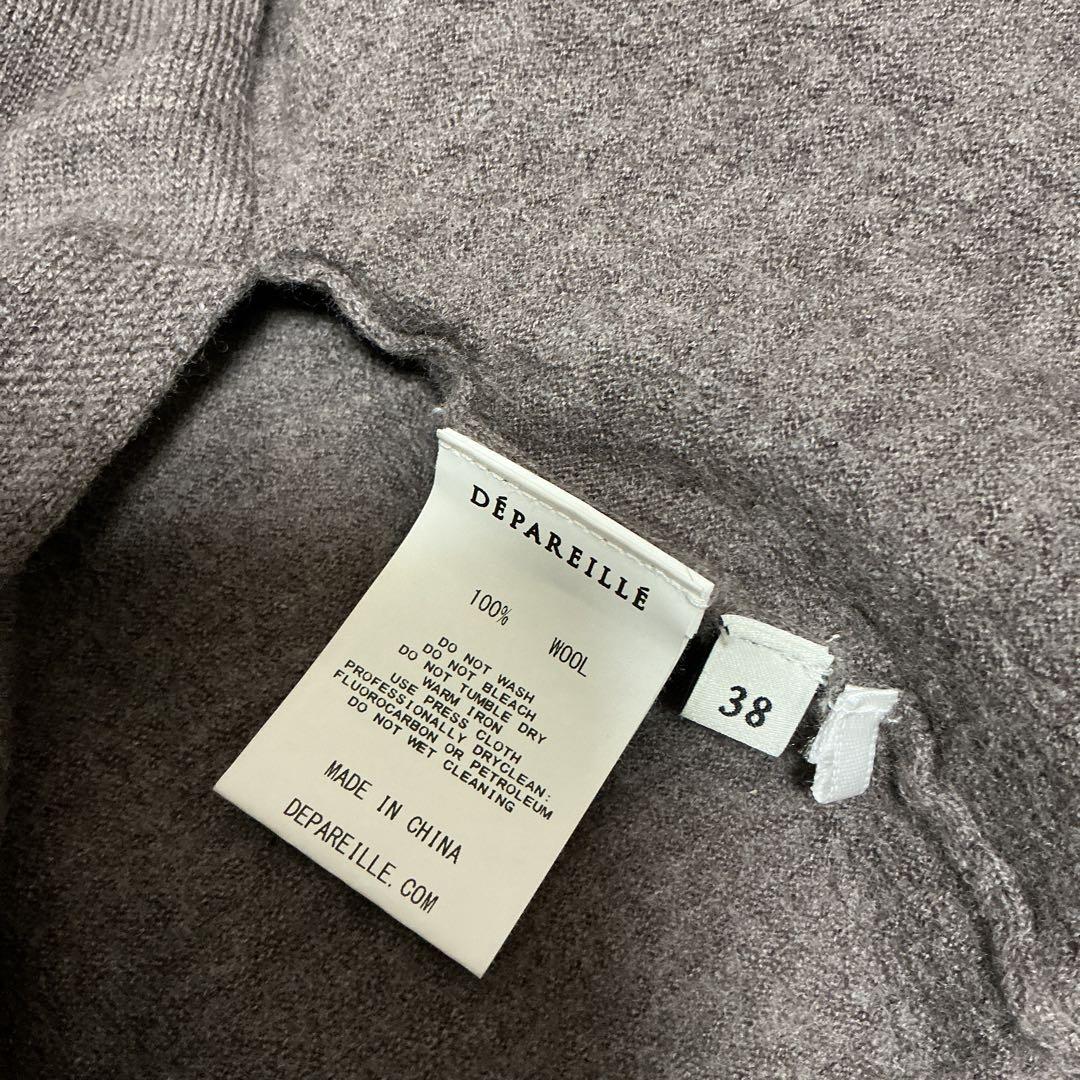 DÉPAREILLÉ
100% WOOL
DO NOT WASH
DO NOT BLEACH
DO NOT TUMBLE DRY
WARM IRON
USE PRESS CLOTH
PROFESSIONALLY DRYCLEAN:
FLUOROCARBON OR PETROLEUM
DO NOT WET CLEANING
MADE IN CHINA
DEPAREILLE.COM
38